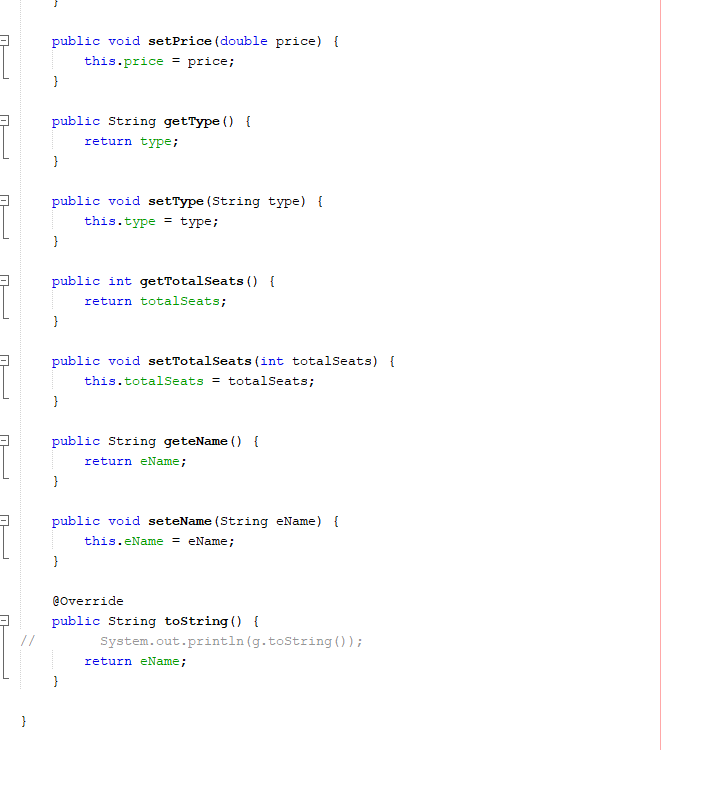 }
public void setPrice(double price) {
this.price = price;
}
public String getType() {
return type;
}
public void setType(String type) {
this.type = type;
}
public int getTotalSeats() {
return totalSeats;
}
public void setTotalSeats(int totalSeats) {
this.totalSeats = totalSeats;
}
public String geteName() {
return eName;
}
public void seteName(String eName) {
this.eName = eName;
}
@Override
public String toString() {
//        System.out.println(g.toString());
return eName;
}
}